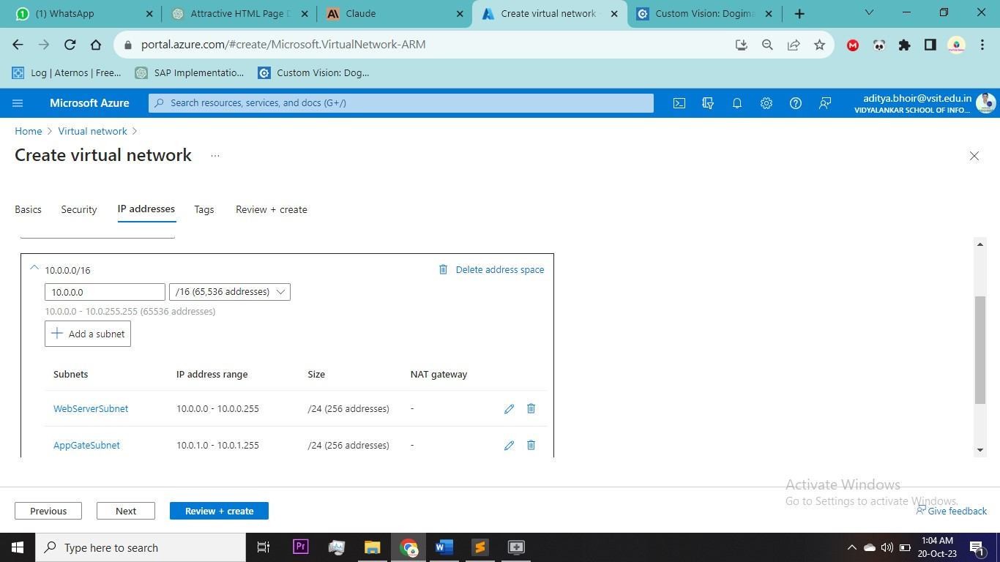 (1) WhatsApp
Attractive HTML Page D
Claude
Create virtual network
Custom Vision: Dogima
portal.azure.com/#create/Microsoft.VirtualNetwork-ARM
Log | Aternos | Free...
SAP Implementatio...
Custom Vision: Dog...
Microsoft Azure
Search resources, services, and docs (G+/)
aditya.bhoir@vsit.edu.in
VIDYALANKAR SCHOOL OF INFO...
Home > Virtual network >
Create virtual network ...
Basics Security IP addresses Tags Review + create
10.0.0.0/16
Delete address space
10.0.0.0
/16 (65,536 addresses)
10.0.0.0 - 10.0.255.255 (65536 addresses)
+ Add a subnet
Subnets IP address range Size NAT gateway
WebServerSubnet 10.0.0.0 - 10.0.0.255 /24 (256 addresses) -
AppGateSubnet 10.0.1.0 - 10.0.1.255 /24 (256 addresses) -
Activate Windows
Go to Settings to activate Windows.
Previous Next Review + create
Give feedback
Type here to search
Pr
1:04 AM
20-Oct-23
1